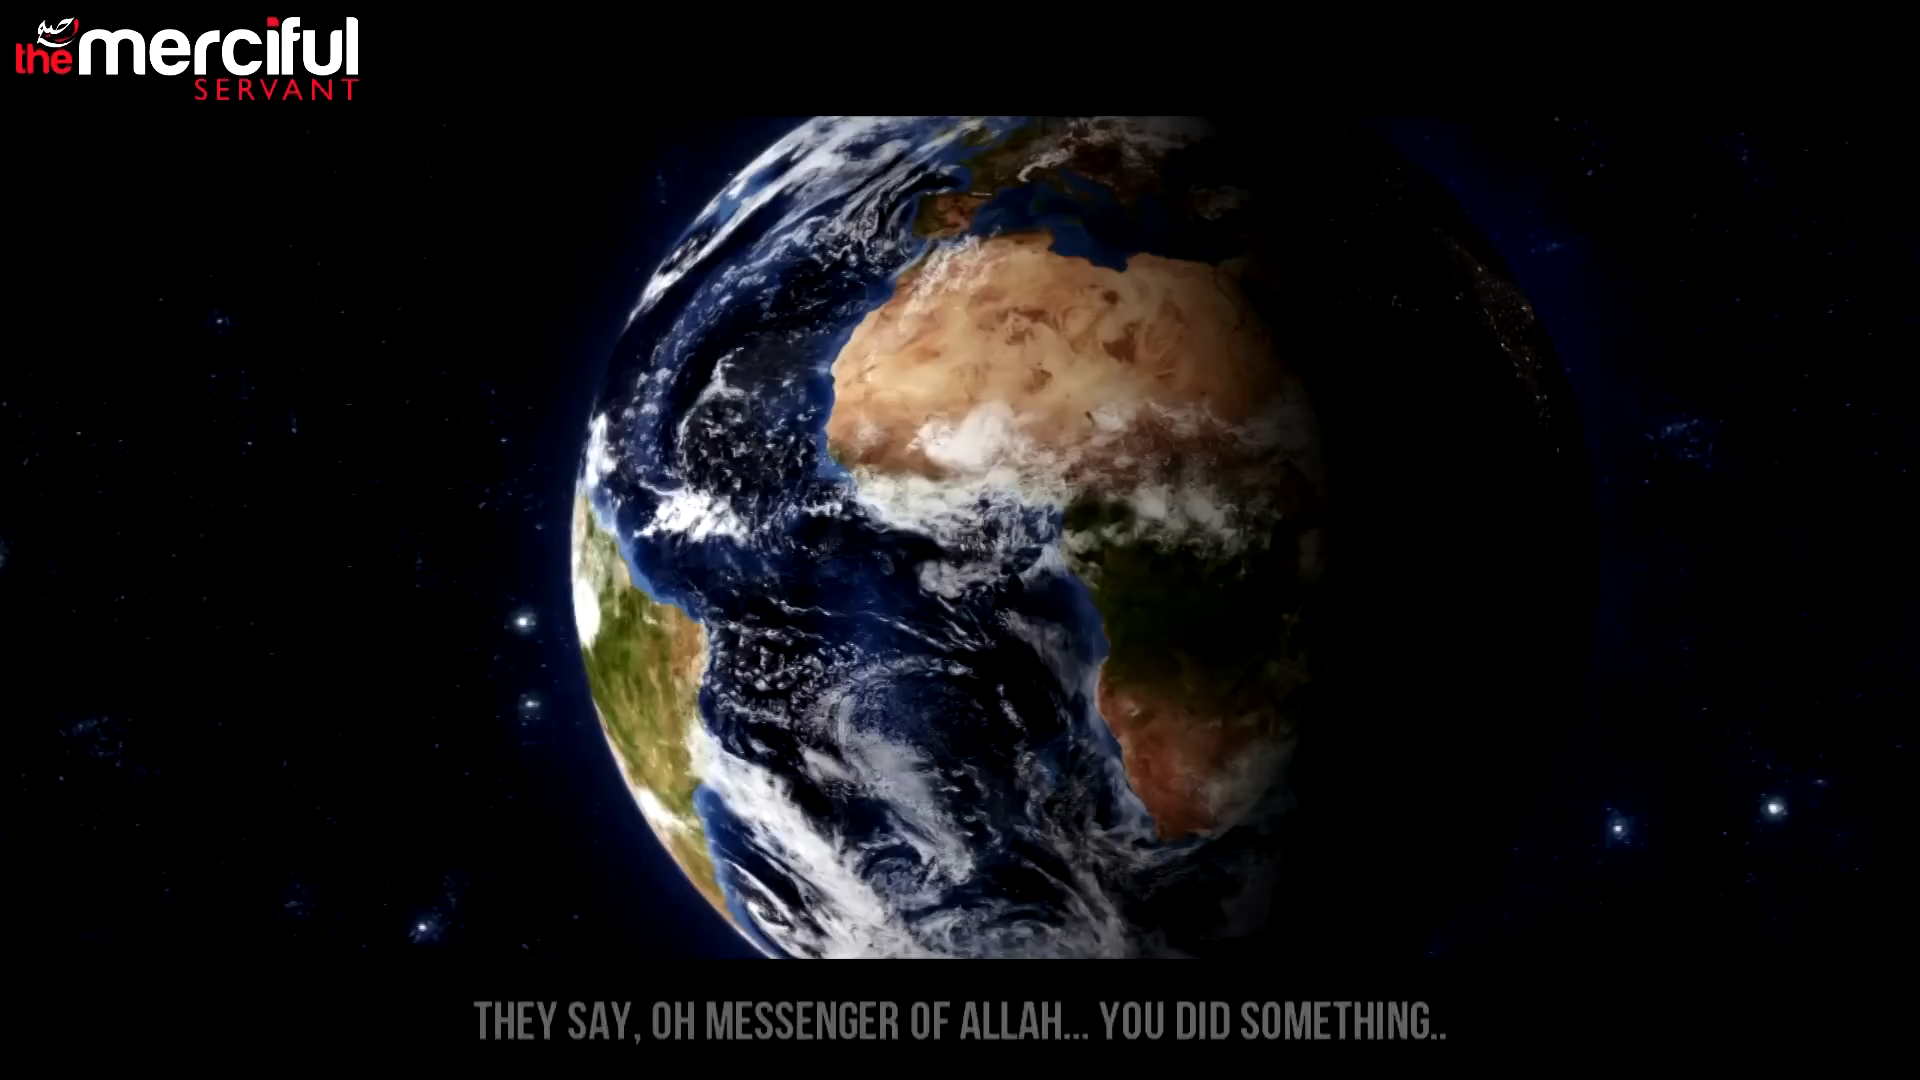 the merciful
SERVANT
THEY SAY, OH MESSENGER OF ALLAH... YOU DID SOMETHING..